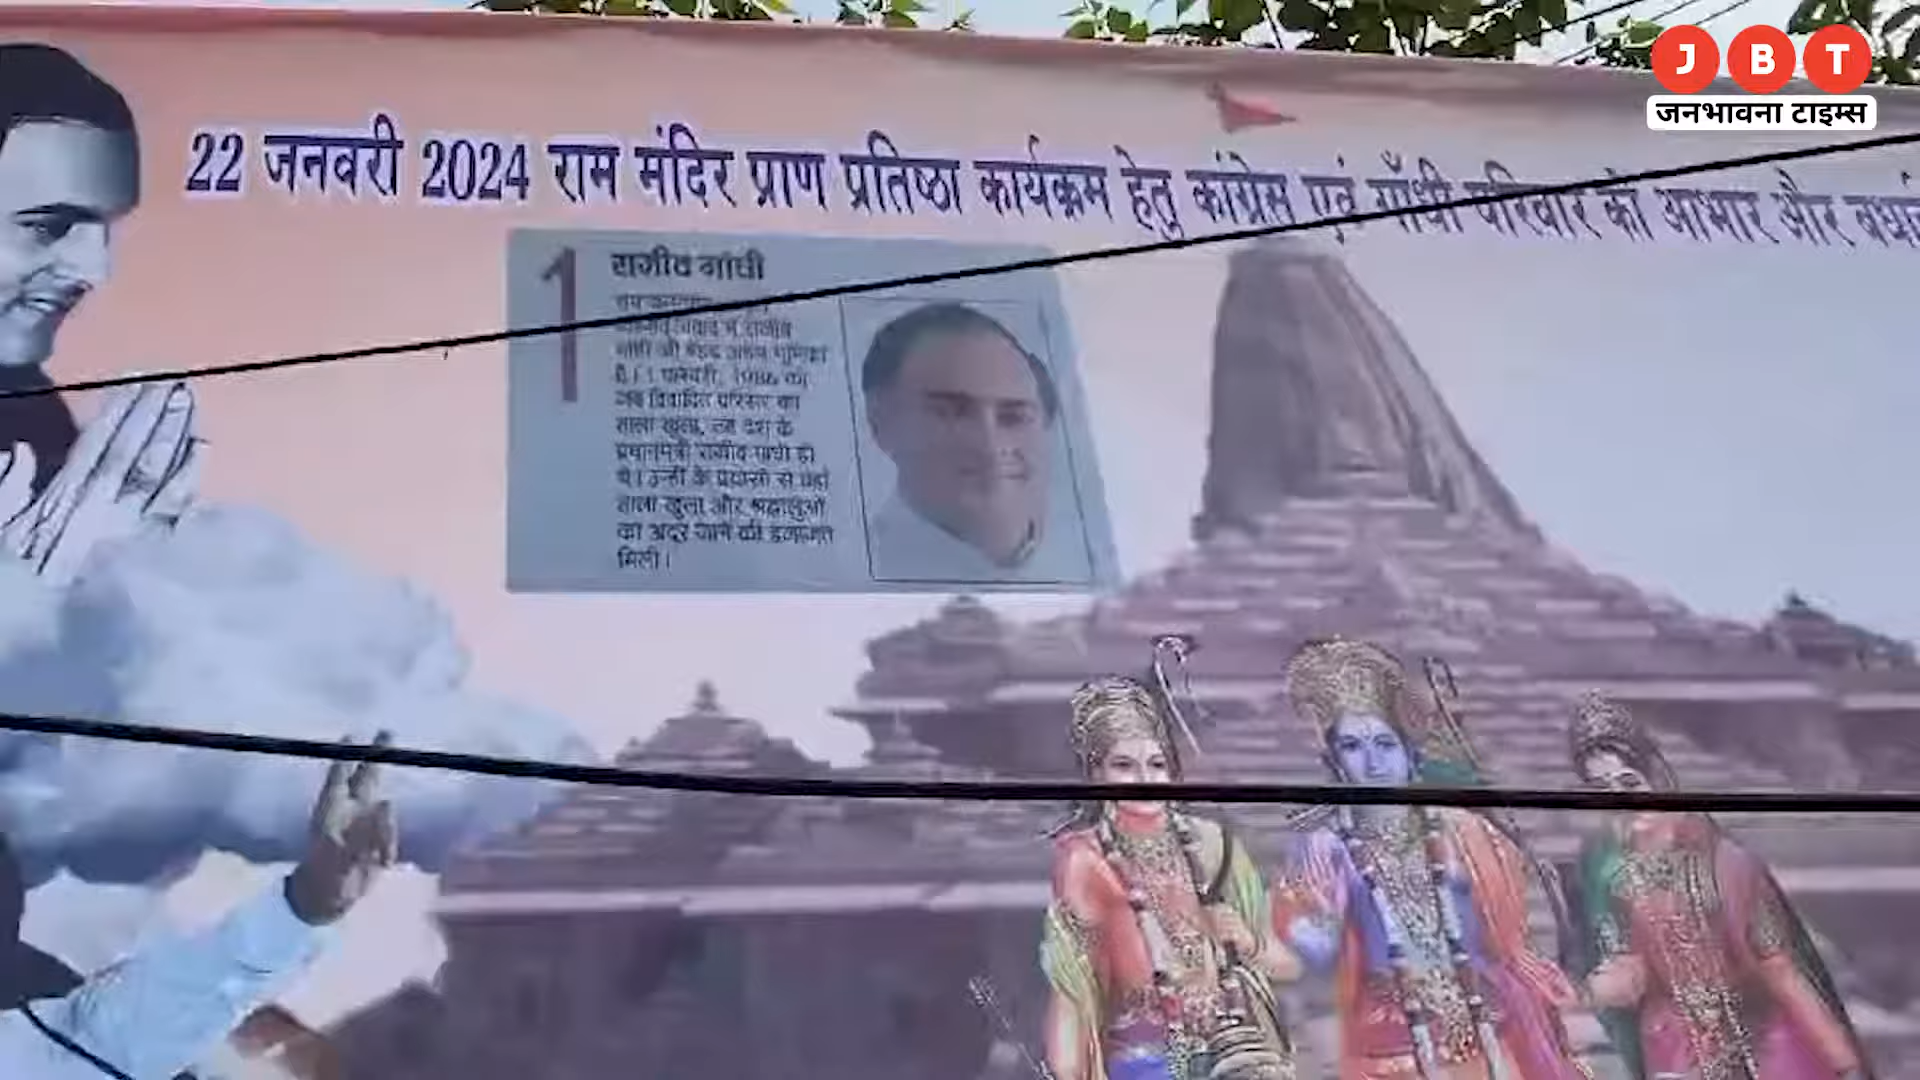 J B T
जनभावना टाइम्स
22 जनवरी 2024 राम मंदिर प्राण प्रतिष्ठा कार्यक्रम हेतु कांग्रेस एवं गाँधी परिवार का आभार और
1
राजीव गांधी
में राजीव
गांधी की बेहद अहम भूमिका
है। 1 फरवरी, 1986 को
जब विवादित परिसर का
ताला खुला, तब देश के
प्रधानमंत्री राजीव गांधी ही
थे। उन्हीं के प्रयासों से यहां
ताला खुला और श्रद्धालुओं
को अंदर जाने की इजाजत
मिली।